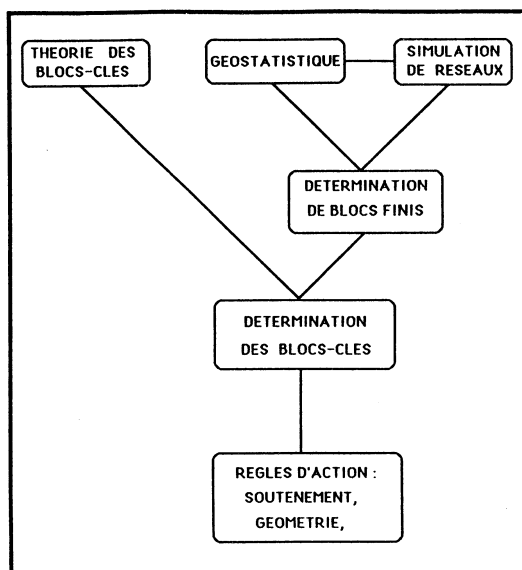 THEORIE DES
BLOCS-CLES
GEOSTATISTIQUE
SIMULATION
DE RESEAUX
DETERMINATION
DE BLOCS FINIS
DETERMINATION
DES BLOCS-CLES
REGLES D'ACTION :
SOUTENEMENT,
GEOMETRIE,